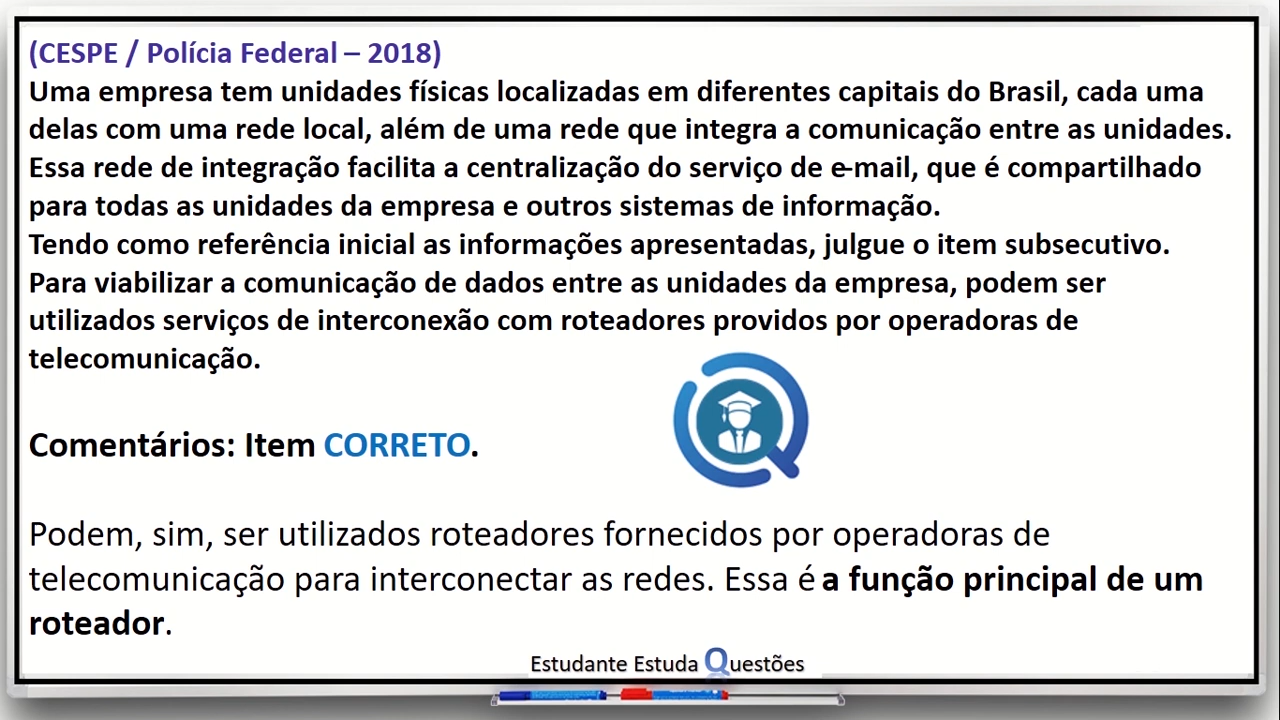 (CESPE / Polícia Federal – 2018)
Uma empresa tem unidades físicas localizadas em diferentes capitais do Brasil, cada uma
delas com uma rede local, além de uma rede que integra a comunicação entre as unidades.
Essa rede de integração facilita a centralização do serviço de e-mail, que é compartilhado
para todas as unidades da empresa e outros sistemas de informação.
Tendo como referência inicial as informações apresentadas, julgue o item subsecutivo.
Para viabilizar a comunicação de dados entre as unidades da empresa, podem ser
utilizados serviços de interconexão com roteadores providos por operadoras de
telecomunicação.
Comentários: Item CORRETO.
Podem, sim, ser utilizados roteadores fornecidos por operadoras de
telecomunicação para interconectar as redes. Essa é a função principal de um
roteador.
Estudante Estuda Questões